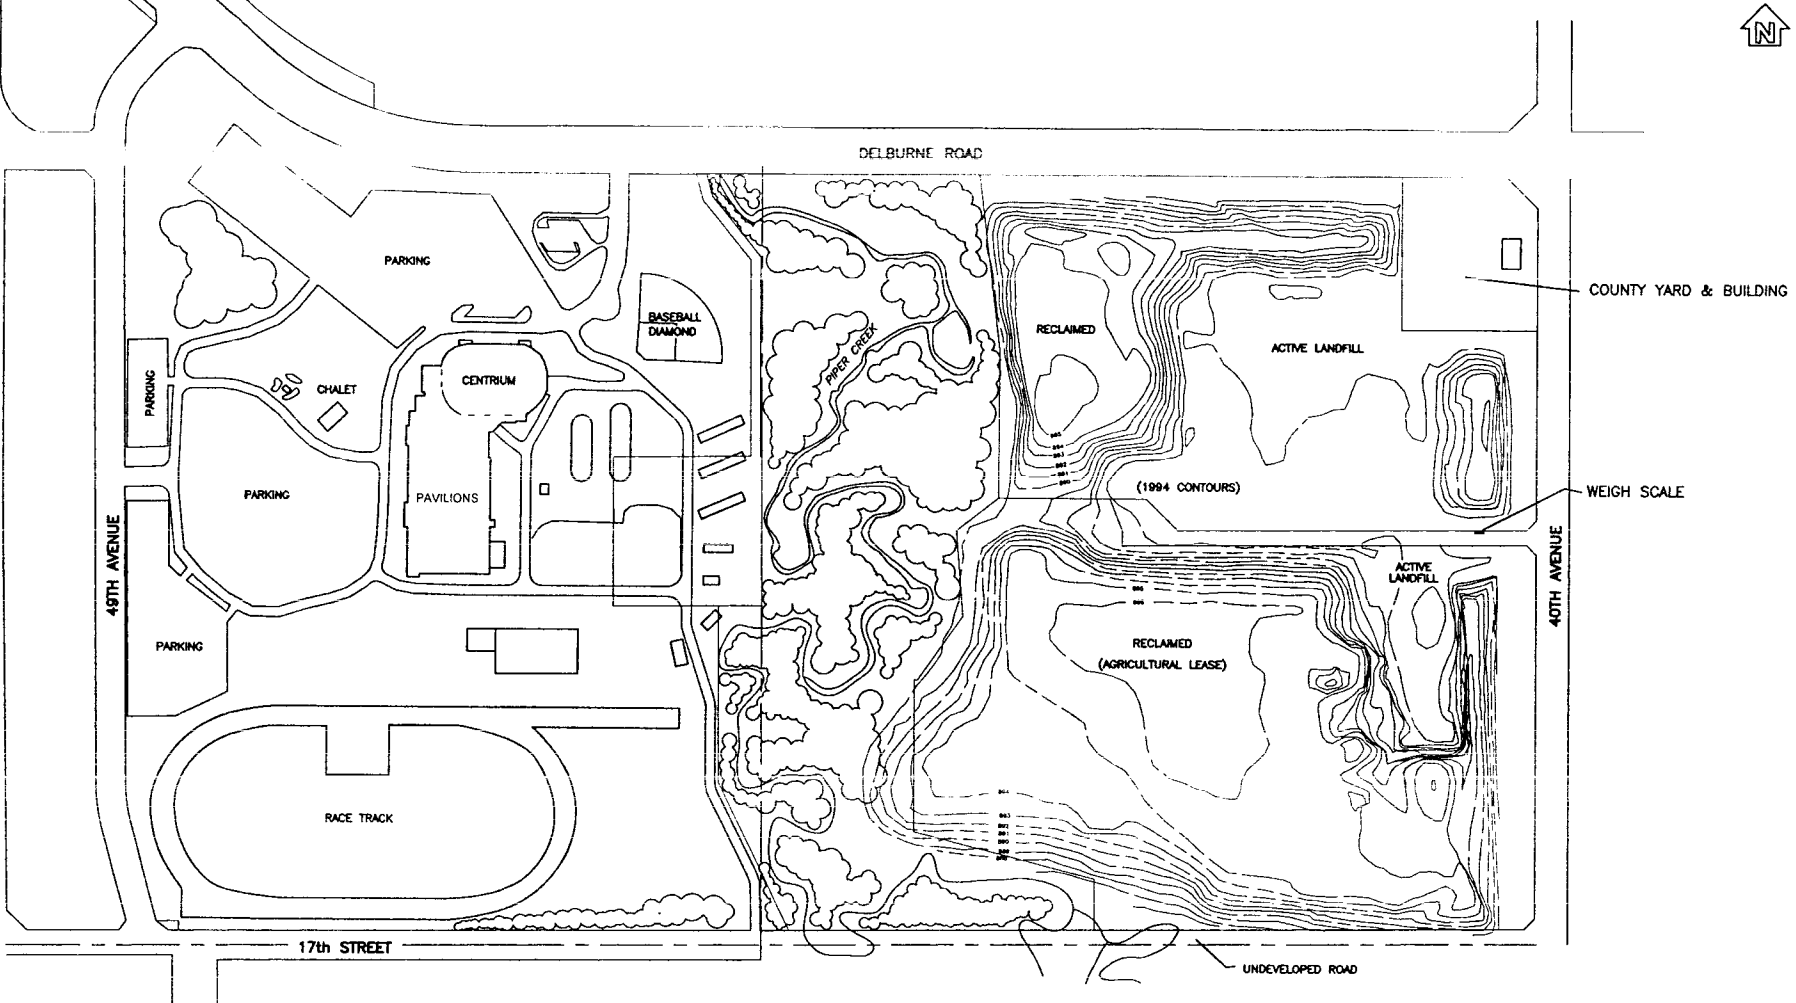 N
DELBURNE ROAD
PARKING
COUNTY YARD & BUILDING
BASEBALL
DIAMOND
RECLAIMED
PIPER CREEK
ACTIVE LANDFILL
PARKING
CENTRIUM
CHALET
(1994 CONTOURS)
WEIGH SCALE
PARKING
PAVILIONS
49TH AVENUE
40TH AVENUE
ACTIVE
LANDFILL
PARKING
RECLAIMED
(AGRICULTURAL LEASE)
RACE TRACK
17th STREET
UNDEVELOPED ROAD